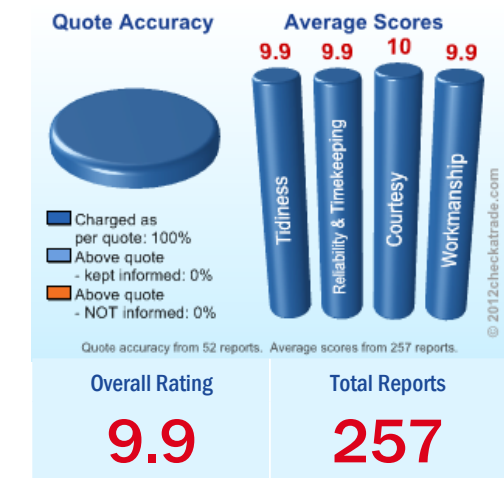 Quote Accuracy
Average Scores
9.9 9.9 10 9.9
Tidiness
Reliability & Timekeeping
Courtesy
Workmanship
Charged as
per quote: 100%
Above quote
- kept informed: 0%
Above quote
- NOT informed: 0%
© 2012checkatrade.com
Quote accuracy from 52 reports. Average scores from 257 reports.
Overall Rating
9.9
Total Reports
257